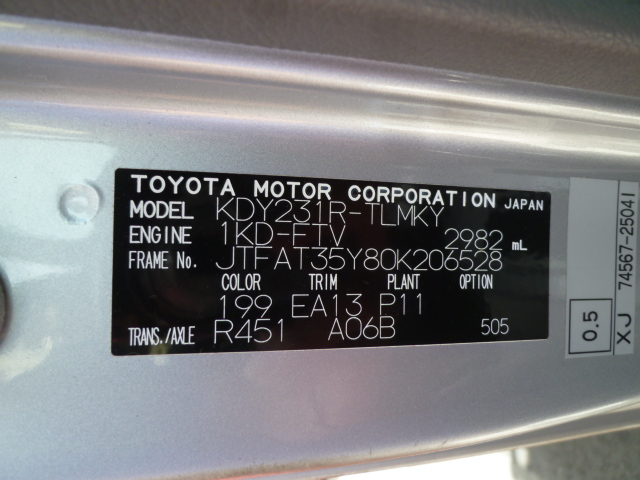 TOYOTA MOTOR CORPORATION JAPAN
MODEL KDY231R-TLMKY
ENGINE 1KD-FTV 2982 mL
FRAME No. JTFAT35Y80K206528
COLOR TRIM PLANT OPTION
199 EA13 P11
TRANS./AXLE R451 A06B 505
0.5
XJ 74567-25041